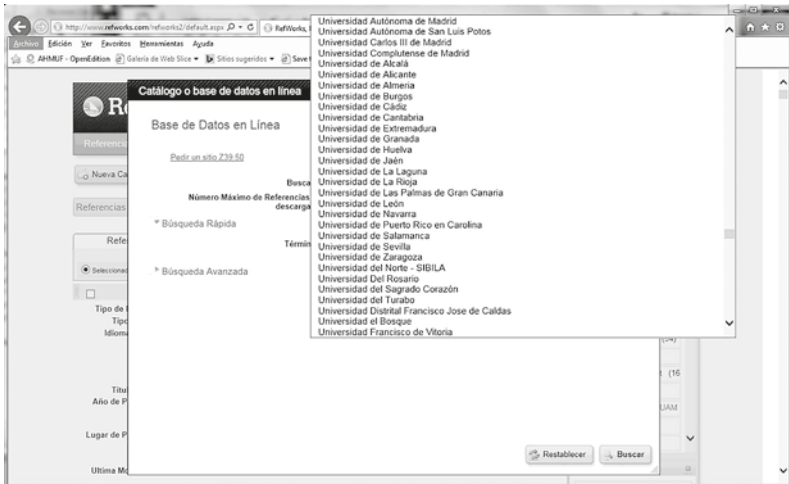 http://www.refworks.com/refworks2/default.aspx
RefWorks,
Archivo Edición Ver Favoritos Herramientas Ayuda
AHMUF - OpenEdition Galería de Web Slice Sitios sugeridos Save
Catálogo o base de datos en línea
Base de Datos en Línea
Pedir un sitio Z39.50
Busca
Número Máximo de Referencias
descarga
Búsqueda Rápida
Términ
Búsqueda Avanzada
Universidad Autónoma de Madrid
Universidad Autónoma de San Luis Potos
Universidad Carlos III de Madrid
Universidad Complutense de Madrid
Universidad de Alcalá
Universidad de Alicante
Universidad de Almeria
Universidad de Burgos
Universidad de Cádiz
Universidad de Cantabria
Universidad de Extremadura
Universidad de Granada
Universidad de Huelva
Universidad de Jaén
Universidad de La Laguna
Universidad de La Rioja
Universidad de Las Palmas de Gran Canaria
Universidad de León
Universidad de Navarra
Universidad de Puerto Rico en Carolina
Universidad de Salamanca
Universidad de Sevilla
Universidad de Zaragoza
Universidad del Norte - SIBILA
Universidad Del Rosario
Universidad del Sagrado Corazón
Universidad del Turabo
Universidad Distrital Francisco Jose de Caldas
Universidad el Bosque
Universidad Francisco de Vitoria
Re
Referencia
Nueva Ca
Referencias
Refe
Seleccionad
Tipo de
Tipo
Idioma
Titul
Año de P
Lugar de P
Ultima Mo
(16
UAM
Restablecer Buscar